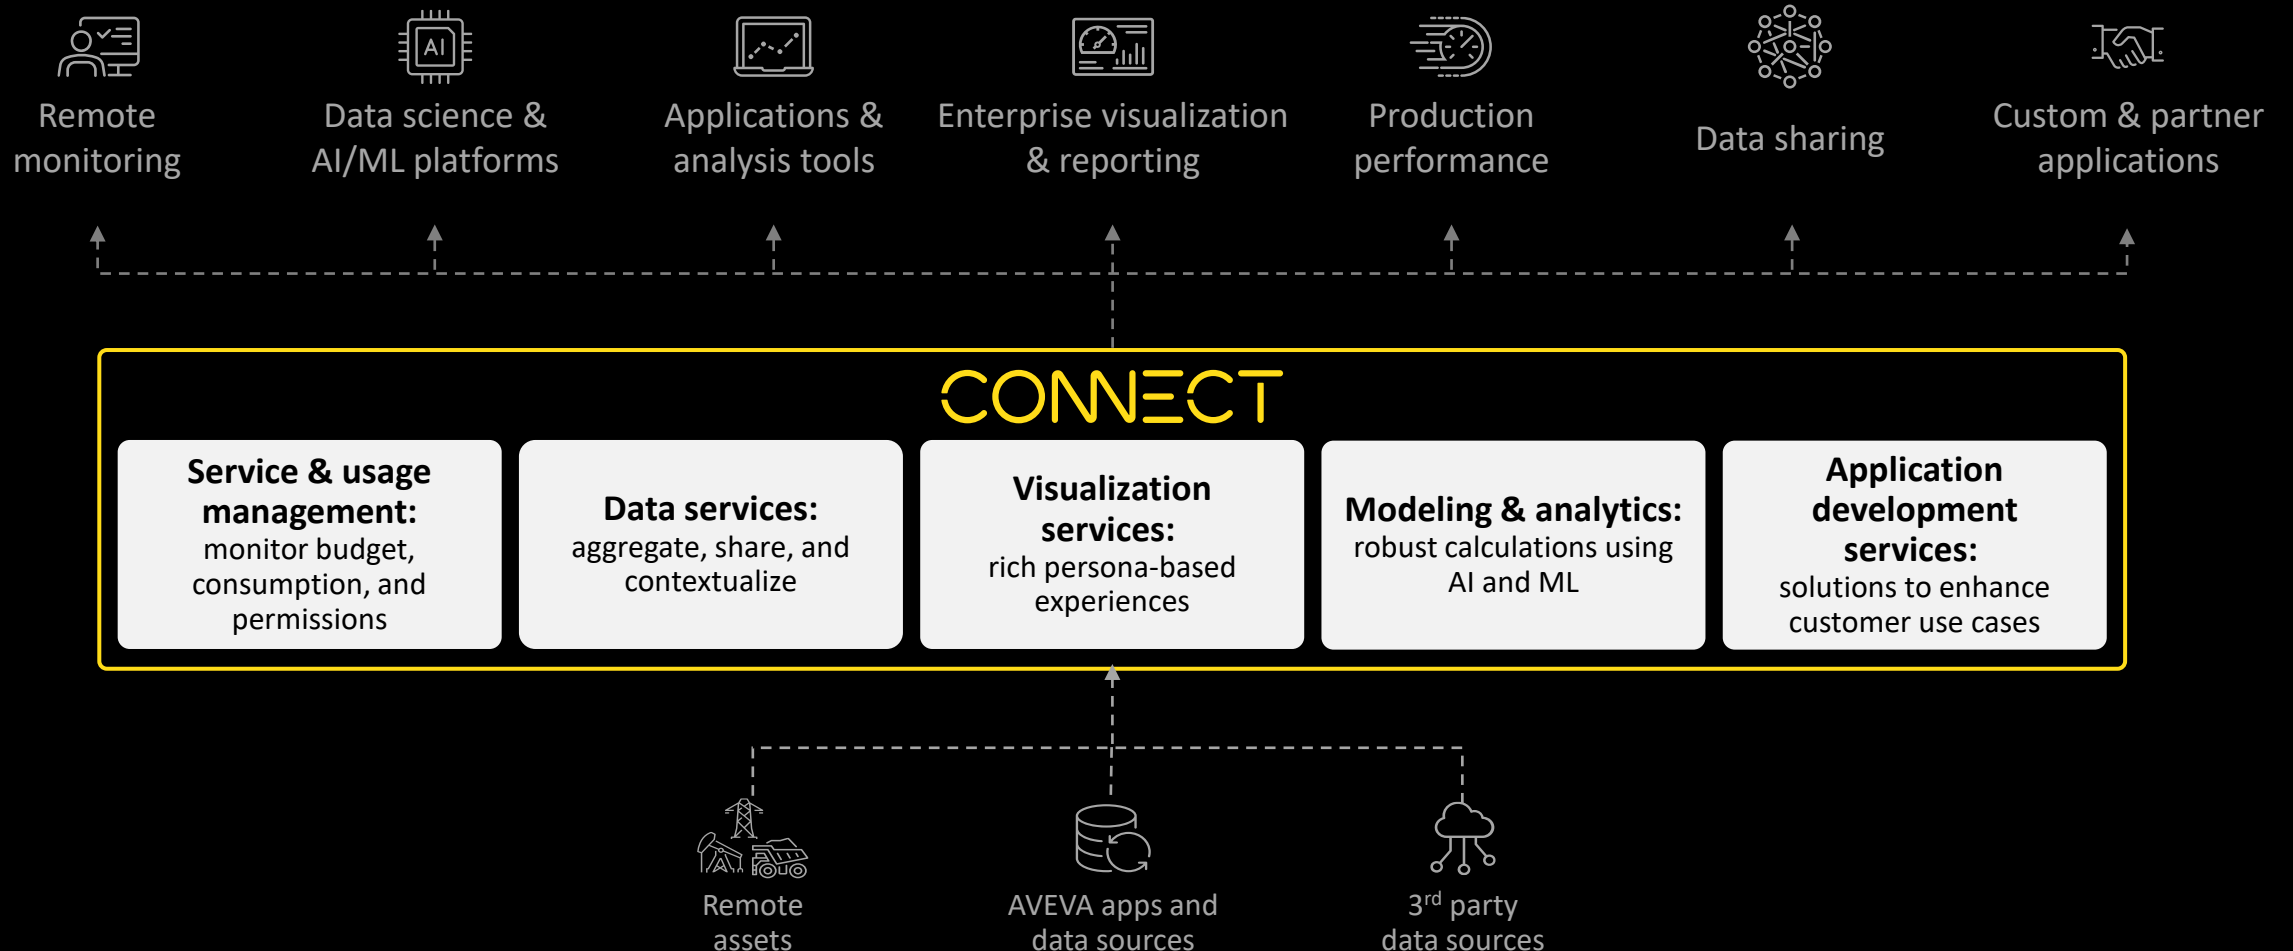 AI
Remote
monitoring
Data science &
AI/ML platforms
Applications &
analysis tools
Enterprise visualization
& reporting
Production
performance
Data sharing
Custom & partner
applications
CONNECT
Service & usage
management:
monitor budget,
consumption, and
permissions
Data services:
aggregate, share, and
contextualize
Visualization
services:
rich persona-based
experiences
Modeling & analytics:
robust calculations using
AI and ML
Application
development
services:
solutions to enhance
customer use cases
Remote
assets
AVEVA apps and
data sources
3rd party
data sources